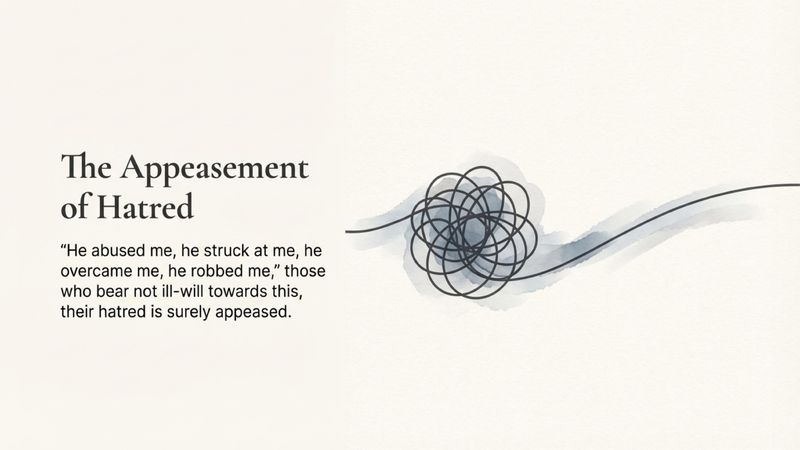 The Appeasement
of Hatred
“He abused me, he struck at me, he
overcame me, he robbed me,” those
who bear not ill-will towards this,
their hatred is surely appeased.